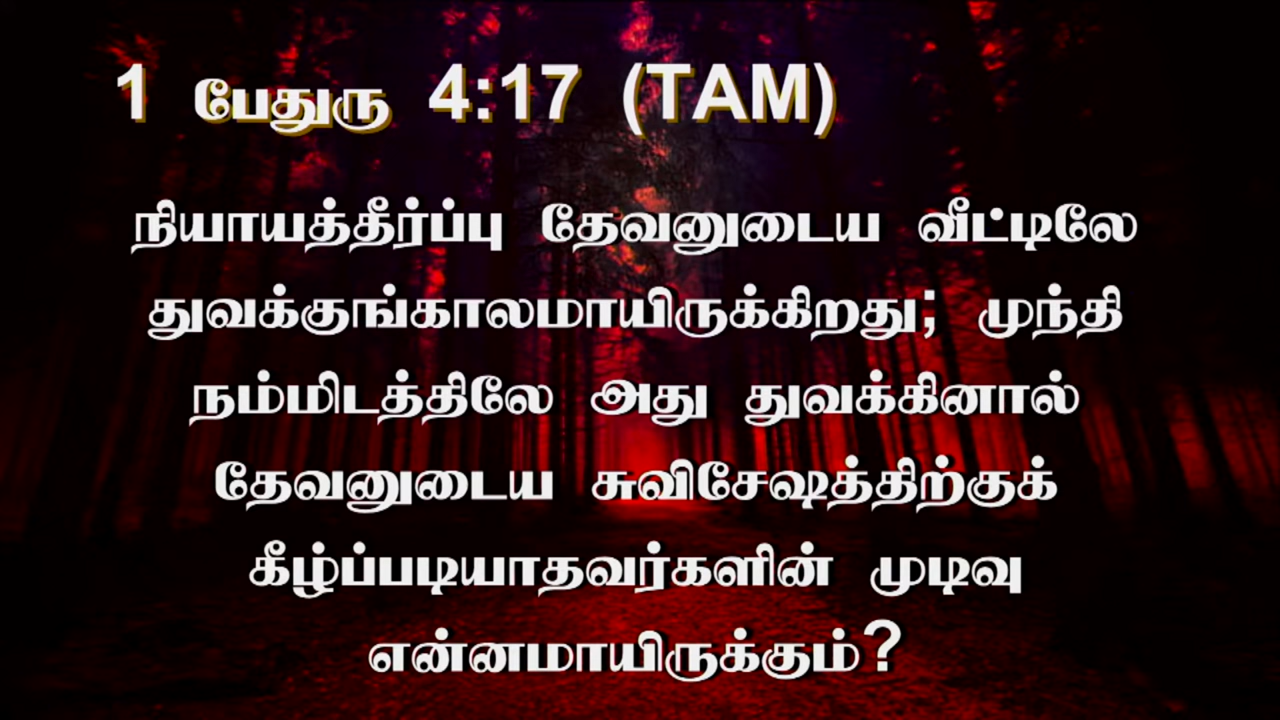 1 பேதுரு 4:17 (TAM)
நியாயத்தீர்ப்பு தேவனுடைய வீட்டிலே
துவக்குங்காலமாயிருக்கிறது; முந்தி
நம்மிடத்திலே அது துவக்கினால்
தேவனுடைய சுவிசேஷத்திற்குக்
கீழ்ப்படியாதவர்களின் முடிவு
என்னமாயிருக்கும்?